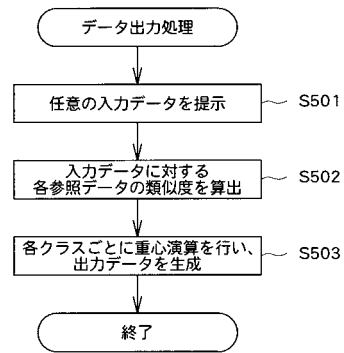 データ出力処理
任意の入力データを提示
S501
入力データに対する
各参照データの類似度を算出
S502
各クラスごとに重心演算を行い、
出力データを生成
S503
終了